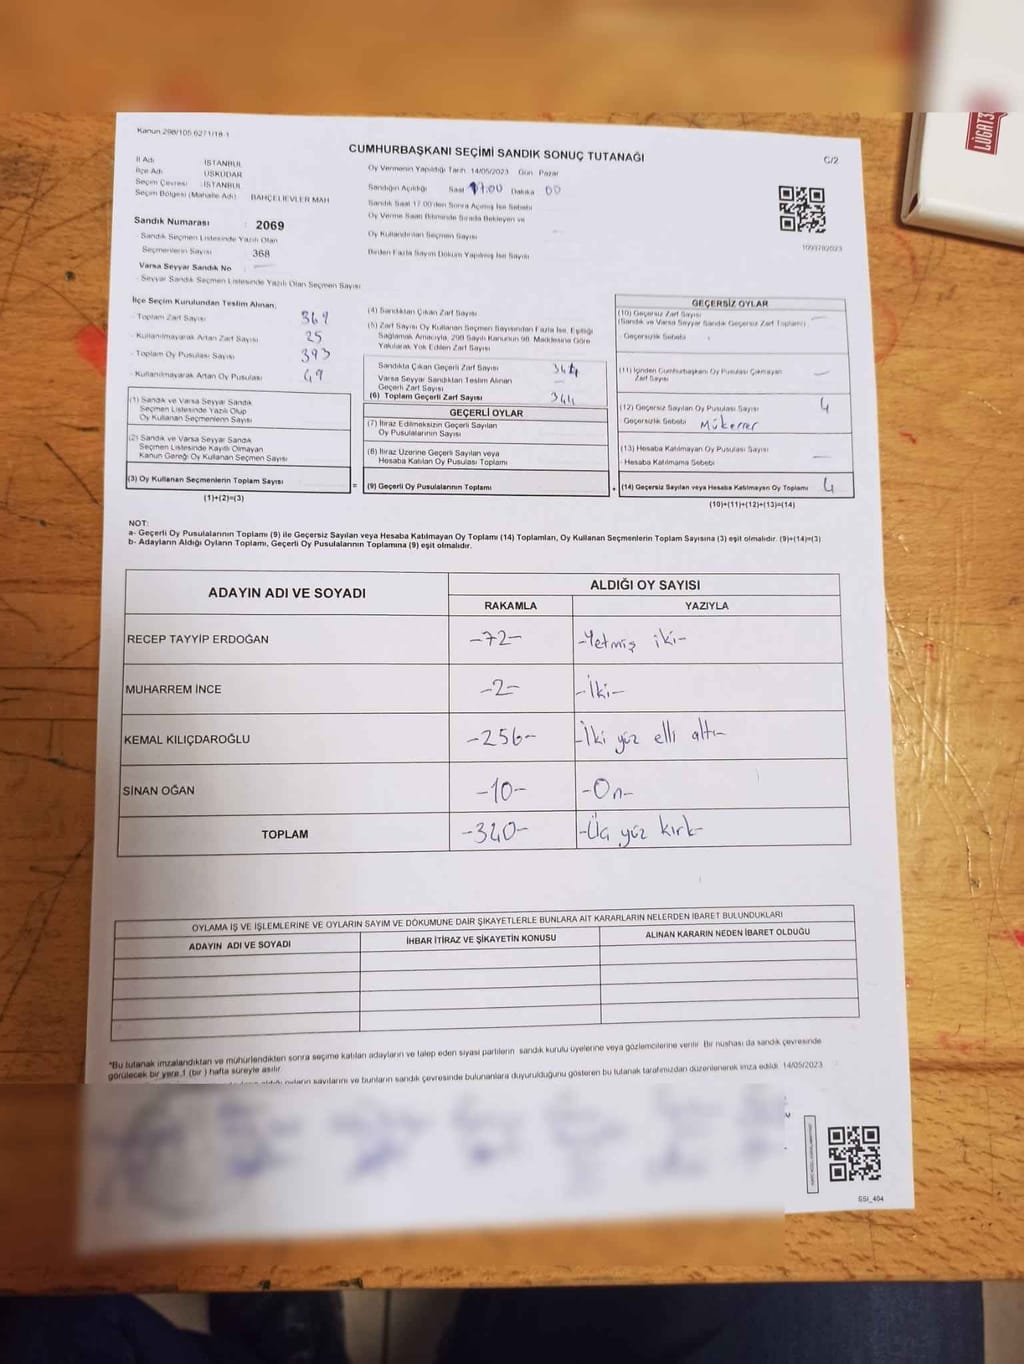 Kanun 298/105 6271/18-1
CUMHURBAŞKANI SEÇİMİ SANDIK SONUÇ TUTANAĞI
C/2
İl Adı İSTANBUL
İlçe Adı ÜSKÜDAR
Seçim Çevresi İSTANBUL
Seçim Bölgesi (Mahalle Adı) BAHÇELİEVLER MAH
Oy Vermenin Yapıldığı Tarih 14/05/2023 Gün Pazar
Sandığın Açıldığı Saat 17:00 Dakika 00
Sandık Saat 17.00'den Sonra Açılmış İse Sebebi
Oy Verme Saati Bitiminde Sırada Bekleyen ve
Oy Kullandırılan Seçmen Sayısı
Birden Fazla Sayım Döküm Yapılmış İse Sayısı
1093782023
Sandık Numarası : 2069
- Sandık Seçmen Listesinde Yazılı Olan
Seçmenlerin Sayısı 368
Varsa Seyyar Sandık No
- Seyyar Sandık Seçmen Listesinde Yazılı Olan Seçmen Sayısı
İlçe Seçim Kurulundan Teslim Alınan;
- Toplam Zarf Sayısı 369
- Kullanılmayarak Artan Zarf Sayısı 25
- Toplam Oy Pusulası Sayısı 393
- Kullanılmayarak Artan Oy Pusulası 49
(1) Sandık ve Varsa Seyyar Sandık
Seçmen Listesinde Yazılı Olup
Oy Kullanan Seçmenlerin Sayısı
(2) Sandık ve Varsa Seyyar Sandık
Seçmen Listesinde Kayıtlı Olmayan
Kanun Gereği Oy Kullanan Seçmen Sayısı
(3) Oy Kullanan Seçmenlerin Toplam Sayısı
(1)+(2)=(3)
=
(4) Sandıktan Çıkan Zarf Sayısı
(5) Zarf Sayısı Oy Kullanan Seçmen Sayısından Fazla İse, Eşitliği
Sağlamak Amacıyla, 298 Sayılı Kanunun 98. Maddesine Göre
Yakılarak Yok Edilen Zarf Sayısı
Sandıkta Çıkan Geçerli Zarf Sayısı 344
Varsa Seyyar Sandıktan Teslim Alınan
Geçerli Zarf Sayısı
(6) Toplam Geçerli Zarf Sayısı 344
GEÇERLİ OYLAR
(7) İtiraz Edilmeksizin Geçerli Sayılan
Oy Pusulalarının Sayısı
(8) İtiraz Üzerine Geçerli Sayılan veya
Hesaba Katılan Oy Pusulası Toplamı
(9) Geçerli Oy Pusulalarının Toplamı
+
GEÇERSİZ OYLAR
(10) Geçersiz Zarf Sayısı
(Sandık ve Varsa Seyyar Sandık Geçersiz Zarf Toplamı)
Geçersizlik Sebebi
(11) İçinden Cumhurbaşkanı Oy Pusulası Çıkmayan
Zarf Sayısı
(12) Geçersiz Sayılan Oy Pusulası Sayısı 4
Geçersizlik Sebebi Mükerrer
(13) Hesaba Katılmayan Oy Pusulası Sayısı
- Hesaba Katılmama Sebebi
(14) Geçersiz Sayılan veya Hesaba Katılmayan Oy Toplamı 4
(10)+(11)+(12)+(13)=(14)
NOT:
a- Geçerli Oy Pusulalarının Toplamı (9) ile Geçersiz Sayılan veya Hesaba Katılmayan Oy Toplamı (14) Toplamları, Oy Kullanan Seçmenlerin Toplam Sayısına (3) eşit olmalıdır. (9)+(14)=(3)
b- Adayların Aldığı Oyların Toplamı, Geçerli Oy Pusulalarının Toplamına (9) eşit olmalıdır.
ADAYIN ADI VE SOYADI
ALDIĞI OY SAYISI
RAKAMLA YAZIYLA
RECEP TAYYİP ERDOĞAN -72- -Yetmiş iki-
MUHARREM İNCE -2- -İki-
KEMAL KILIÇDAROĞLU -256- -İki yüz elli altı-
SİNAN OĞAN -10- -On-
TOPLAM -340- -Üç yüz kırk-
OYLAMA İŞ VE İŞLEMLERİNE VE OYLARIN SAYIM VE DÖKÜMÜNE DAİR ŞİKAYETLERLE BUNLARA AİT KARARLARIN NELERDEN İBARET BULUNDUKLARI
ADAYIN ADI VE SOYADI İHBAR İTİRAZ VE ŞİKAYETİN KONUSU ALINAN KARARIN NEDEN İBARET OLDUĞU
*Bu tutanak imzalandıktan ve mühürlendikten sonra seçime katılan adayların ve talep eden siyasi partilerin sandık kurulu üyelerine veya gözlemcilerine verilir. Bir nüshası da sandık çevresinde
görülecek bir yere 1 (bir) hafta süreyle asılır
oyların sayılarını ve bunların sandık çevresinde bulunanlara duyurulduğunu gösteren bu tutanak tarafımızdan düzenlenerek imza edildi. 14/05/2023
SSI_404
LÜGAT3